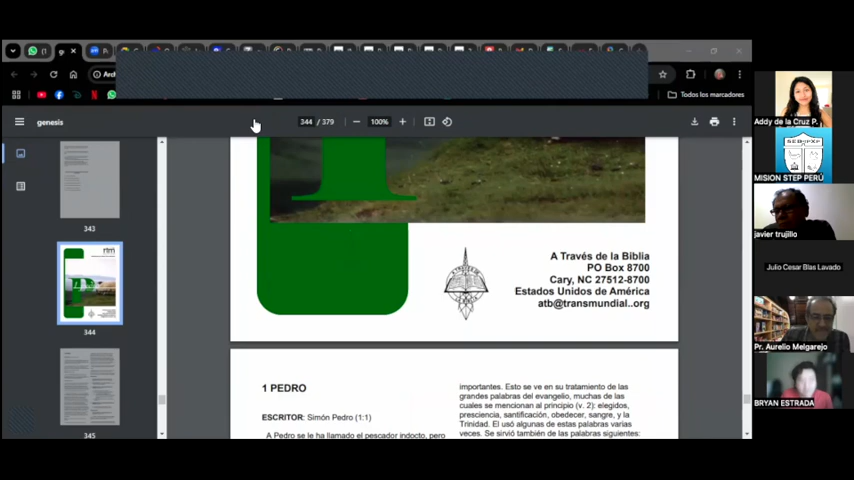 Todos los marcadores
genesis
344 / 379
100%
343
344
345
rtm
A Través de la Biblia
PO Box 8700
Cary, NC 27512-8700
Estados Unidos de América
atb@transmundial..org
1 PEDRO
ESCRITOR: Simón Pedro (1:1)
A Pedro se le ha llamado el pescador indocto, pero
importantes. Esto se ve en su tratamiento de las
grandes palabras del evangelio, muchas de las
cuales se mencionan al principio (v. 2): elegidos,
presciencia, santificación, obedecer, sangre, y la
Trinidad. El usó algunas de estas palabras varias
veces. Se sirvió también de las palabras siguientes:
Addy de la Cruz P.
MISION STEP PERÚ
javier trujillo
Julio Cesar Blas Lavado
Pr. Aurelio Melgarejo
BRYAN ESTRADA